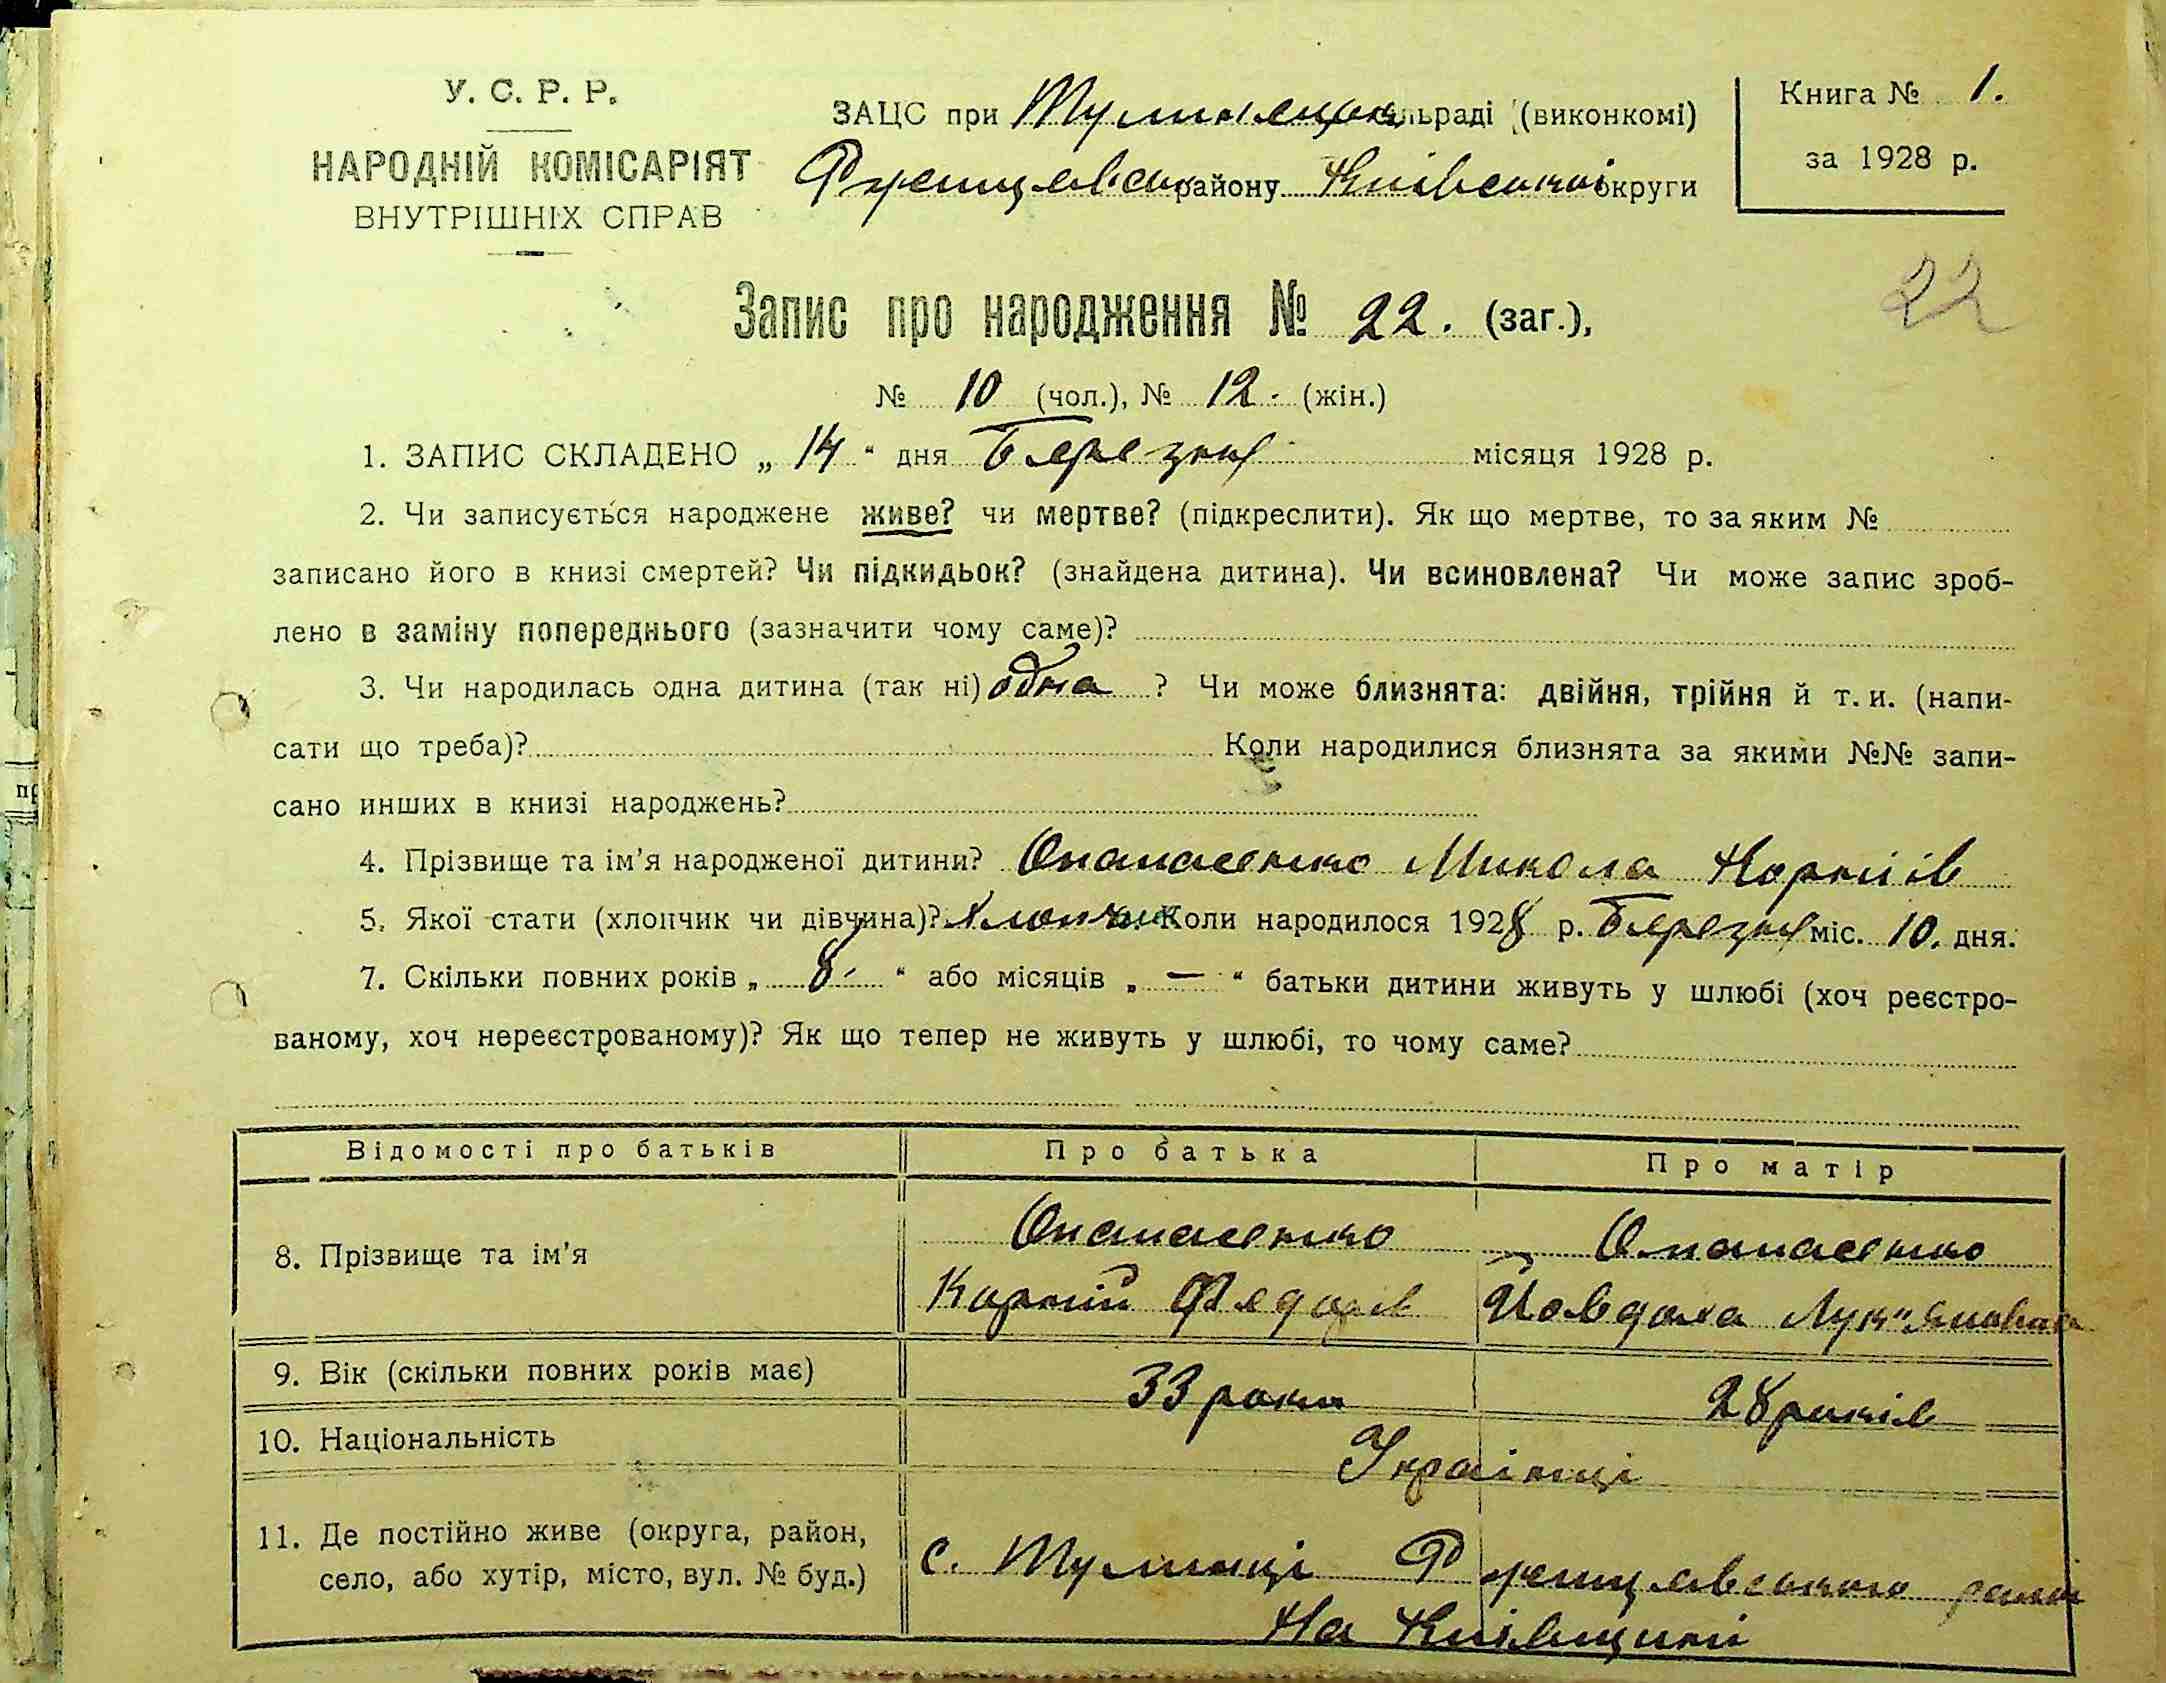 У. С. Р. Р.
НАРОДНІЙ КОМІСАРІЯТ
ВНУТРІШНІХ СПРАВ
ЗАЦС при Тулинецьк сільраді (виконкомі)
району Київської округи
Книга № 1.
за 1928 р.
22
Запис про народження № 22. (заг.),
№ 10 (чол.), № 12. (жін.)
1. ЗАПИС СКЛАДЕНО „ 14 “ дня Березня місяця 1928 р.
2. Чи записується народжене живе? чи мертве? (підкреслити). Як що мертве, то за яким №
записано його в книзі смертей? Чи підкидьок? (знайдена дитина). Чи всиновлена? Чи може запис зроб-
лено в заміну попереднього (зазначити чому саме)?
3. Чи народилась одна дитина (так ні) одна ? Чи може близнята: двійня, трійня й т. и. (напи-
сати що треба)? Коли народилися близнята за якими №№ запи-
сано инших в книзі народжень?
4. Прізвище та ім’я народженої дитини? Опанасенко Микола Корніїв
5. Якої стати (хлопчик чи дівчина)? Хлопчик Коли народилося 1928 р. Березня міс. 10. дня.
7. Скільки повних років „ 8 “ або місяців „ — “ батьки дитини живуть у шлюбі (хоч реєстро-
ваному, хоч нереєстрованому)? Як що тепер не живуть у шлюбі, то чому саме?
Відомості про батьків Про батька Про матір
8. Прізвище та ім’я
Опанасенко Опанасенко
Корній Федорів Йовдоха Лук"янівна
9. Вік (скільки повних років має) 33 роки 28 років
10. Національність Українці
11. Де постійно живе (округа, район,
село, або хутір, місто, вул. № буд.)
с. Тулинці
на Київщині